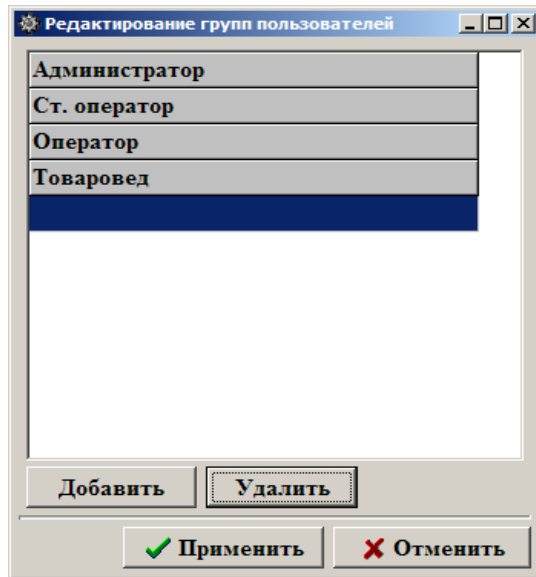 Редактирование групп пользователей
Администратор
Ст. оператор
Оператор
Товаровед
Добавить
Удалить
Применить
Отменить